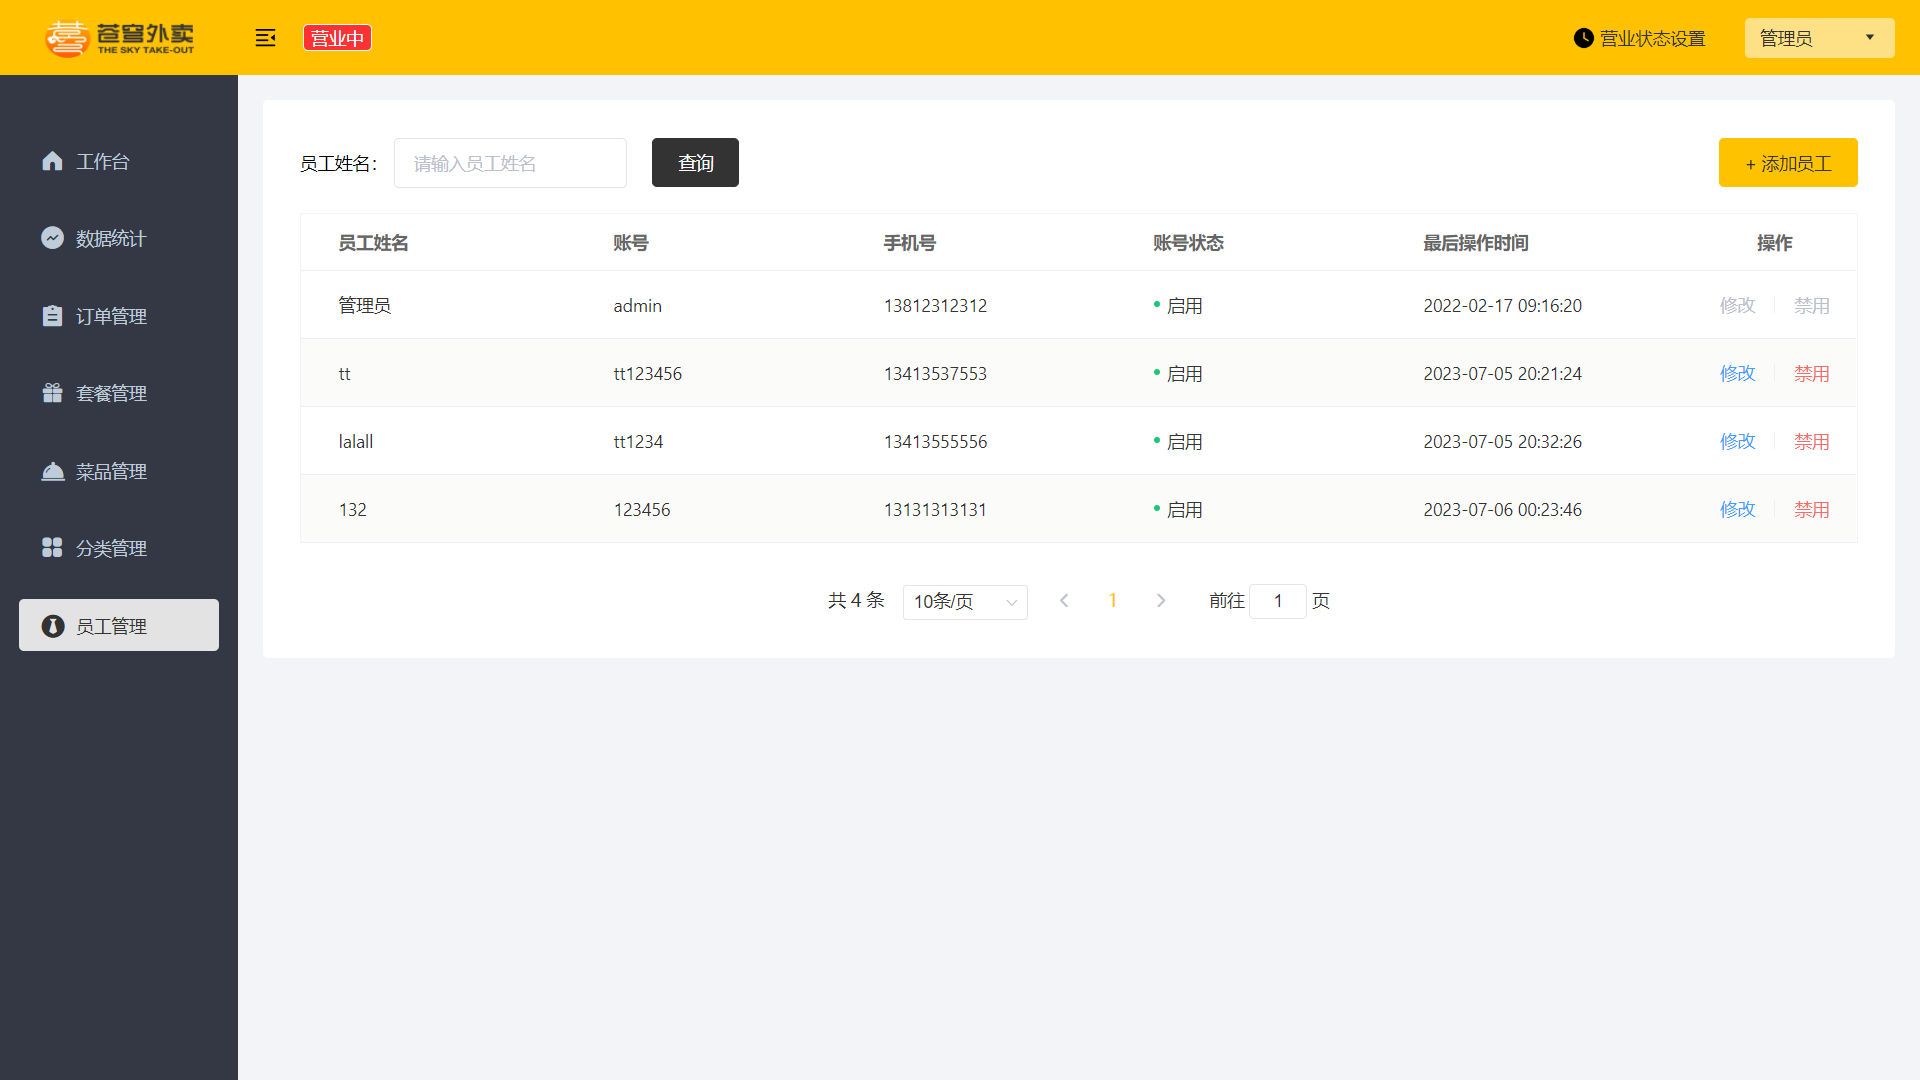 苍穹外卖
THE SKY TAKE-OUT
营业中
营业状态设置
管理员
工作台
数据统计
订单管理
套餐管理
菜品管理
分类管理
员工管理
员工姓名: 请输入员工姓名 查询 + 添加员工
员工姓名 账号 手机号 账号状态 最后操作时间 操作
管理员 admin 13812312312 启用 2022-02-17 09:16:20 修改 禁用
tt tt123456 13413537553 启用 2023-07-05 20:21:24 修改 禁用
lalall tt1234 13413555556 启用 2023-07-05 20:32:26 修改 禁用
132 123456 13131313131 启用 2023-07-06 00:23:46 修改 禁用
共 4 条 10条/页 1 前往 1 页